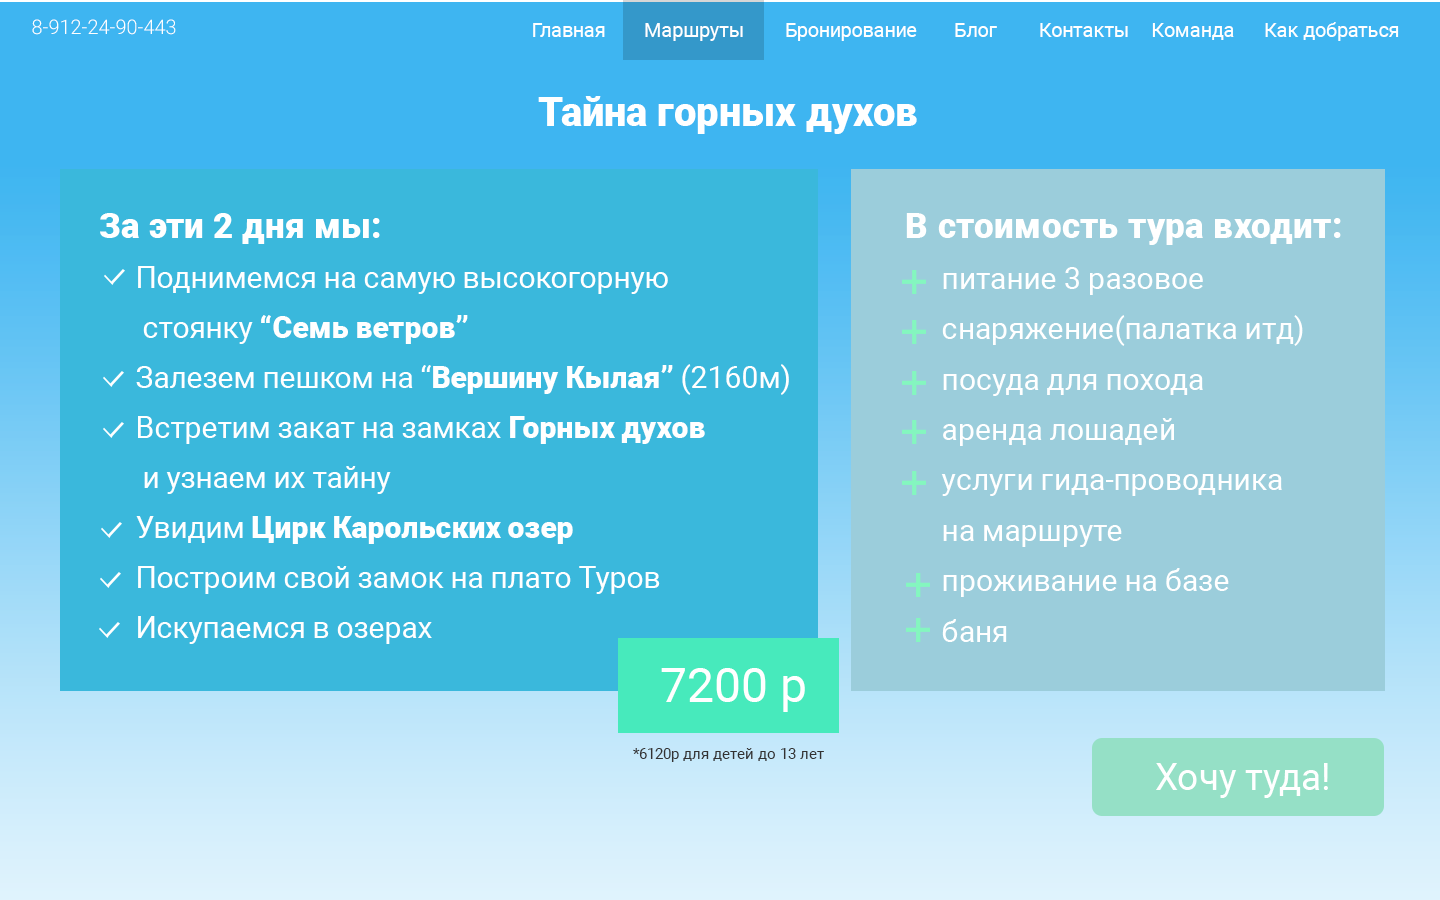 8-912-24-90-443
Главная Маршруты Бронирование Блог Контакты Команда Как добраться
Тайна горных духов
За эти 2 дня мы:
Поднимемся на самую высокогорную
стоянку “Семь ветров”
Залезем пешком на “Вершину Кылая” (2160м)
Встретим закат на замках Горных духов
и узнаем их тайну
Увидим Цирк Карольских озер
Построим свой замок на плато Туров
Искупаемся в озерах
В стоимость тура входит:
питание 3 разовое
снаряжение(палатка итд)
посуда для похода
аренда лошадей
услуги гида-проводника
на маршруте
проживание на базе
баня
7200 р
*6120р для детей до 13 лет
Хочу туда!